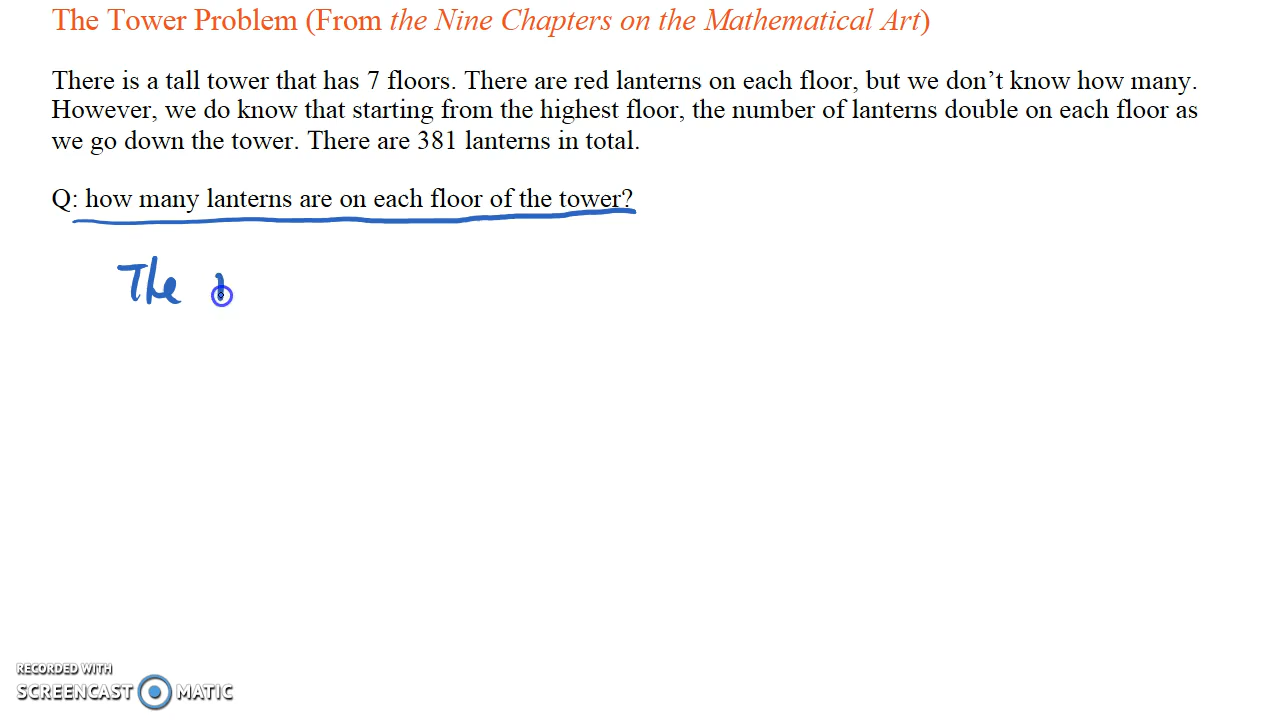 The Tower Problem (From the Nine Chapters on the Mathematical Art)
There is a tall tower that has 7 floors. There are red lanterns on each floor, but we don’t know how many.
However, we do know that starting from the highest floor, the number of lanterns double on each floor as
we go down the tower. There are 381 lanterns in total.
Q: how many lanterns are on each floor of the tower?
The
RECORDED WITH
SCREENCAST MATIC